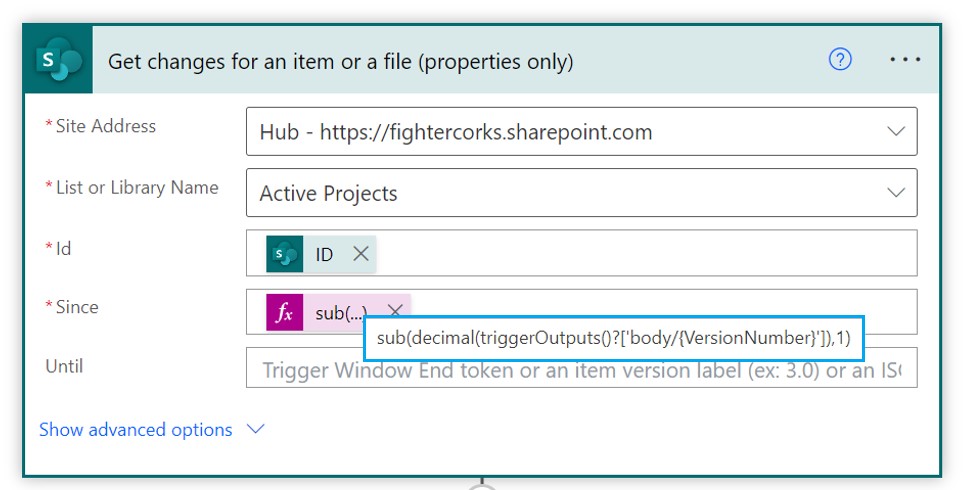 Get changes for an item or a file (properties only)
* Site Address
Hub - https://fightercorks.sharepoint.com
* List or Library Name
Active Projects
* Id
S
ID
* Since
fx
sub(...)
sub(decimal(triggerOutputs()?['body/{VersionNumber}']),1)
Until
Trigger Window End token or an item version label (ex: 3.0) or an ISO
Show advanced options